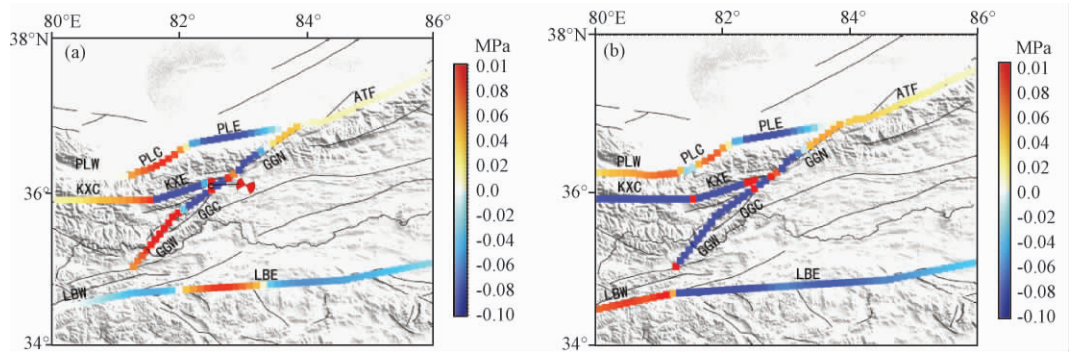 80°E 82° 84° 86°
38°N
36°
34°
(a)
ATF
PLE
PLC
PLW
GGN
KXE
KXC
GGC
GGW
LBE
LBW
MPa
0.01
0.08
0.06
0.04
0.02
0.0
-0.02
-0.04
-0.06
-0.08
-0.10
80°E 82° 84° 86°
38°N
36°
34°
(b)
ATF
PLE
PLC
PLW
GGN
KXE
KXC
GGC
GGW
LBE
LBW
MPa
0.01
0.08
0.06
0.04
0.02
0.0
-0.02
-0.04
-0.06
-0.08
-0.10